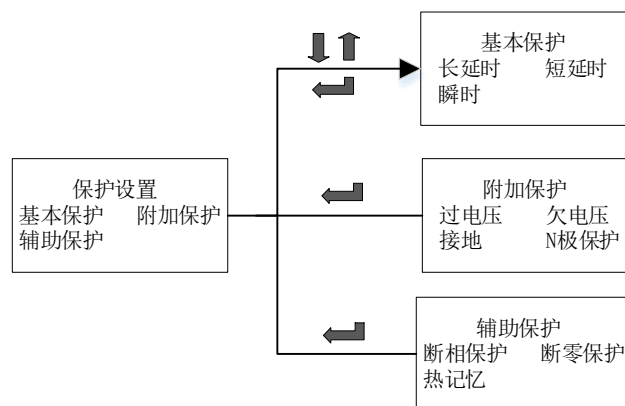 基本保护
长延时 短延时
瞬时
保护设置
基本保护 附加保护
辅助保护
附加保护
过电压 欠电压
接地 N极保护
辅助保护
断相保护 断零保护
热记忆